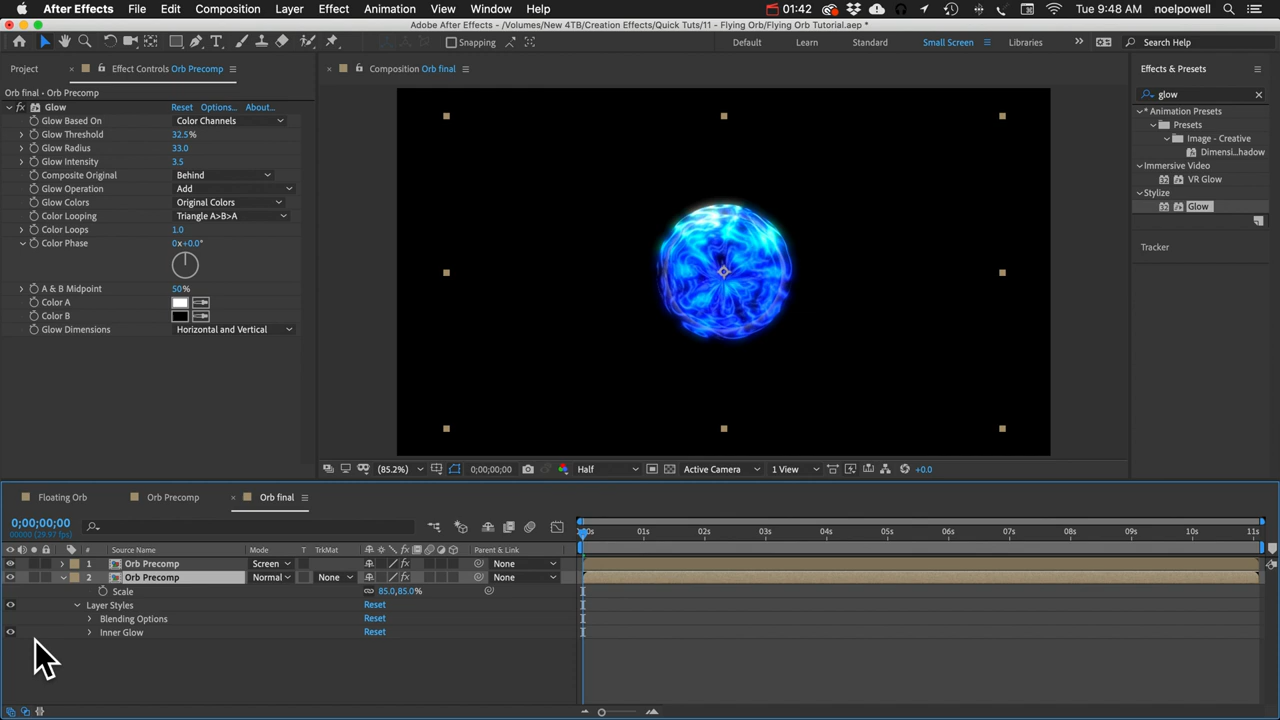 After Effects File Edit Composition Layer Effect Animation View Window Help 01:42 Tue 9:48 AM noelpowell
Adobe After Effects - /Volumes/New 4TB/Creation Effects/Quick Tuts/11 - Flying Orb/Flying Orb Tutorial.aep *
Snapping Default Learn Standard Small Screen Libraries Search Help
Project Effect Controls Orb Precomp Composition Orb final Effects & Presets
Orb final • Orb Precomp
glow
fx Glow Reset Options... About...
Glow Based On Color Channels
Glow Threshold 32.5%
Glow Radius 33.0
Glow Intensity 3.5
Composite Original Behind
Glow Operation Add
Glow Colors Original Colors
Color Looping Triangle A>B>A
Color Loops 1.0
Color Phase 0x+0.0°
A & B Midpoint 50%
Color A
Color B
Glow Dimensions Horizontal and Vertical
* Animation Presets
Presets
Image - Creative
Dimensi...hadow
Immersive Video
VR Glow
Stylize
Glow
Tracker
(85.2%) 0;00;00;00 Half Active Camera 1 View +0.0
Floating Orb Orb Precomp Orb final
0;00;00;00
00000 (29.97 fps)
:00s 01s 02s 03s 04s 05s 06s 07s 08s 09s 10s 11s
# Source Name Mode T TrkMat fx Parent & Link
1 Orb Precomp Screen fx None
2 Orb Precomp Normal None fx None
Scale 85.0,85.0%
Layer Styles Reset
Blending Options Reset
Inner Glow Reset